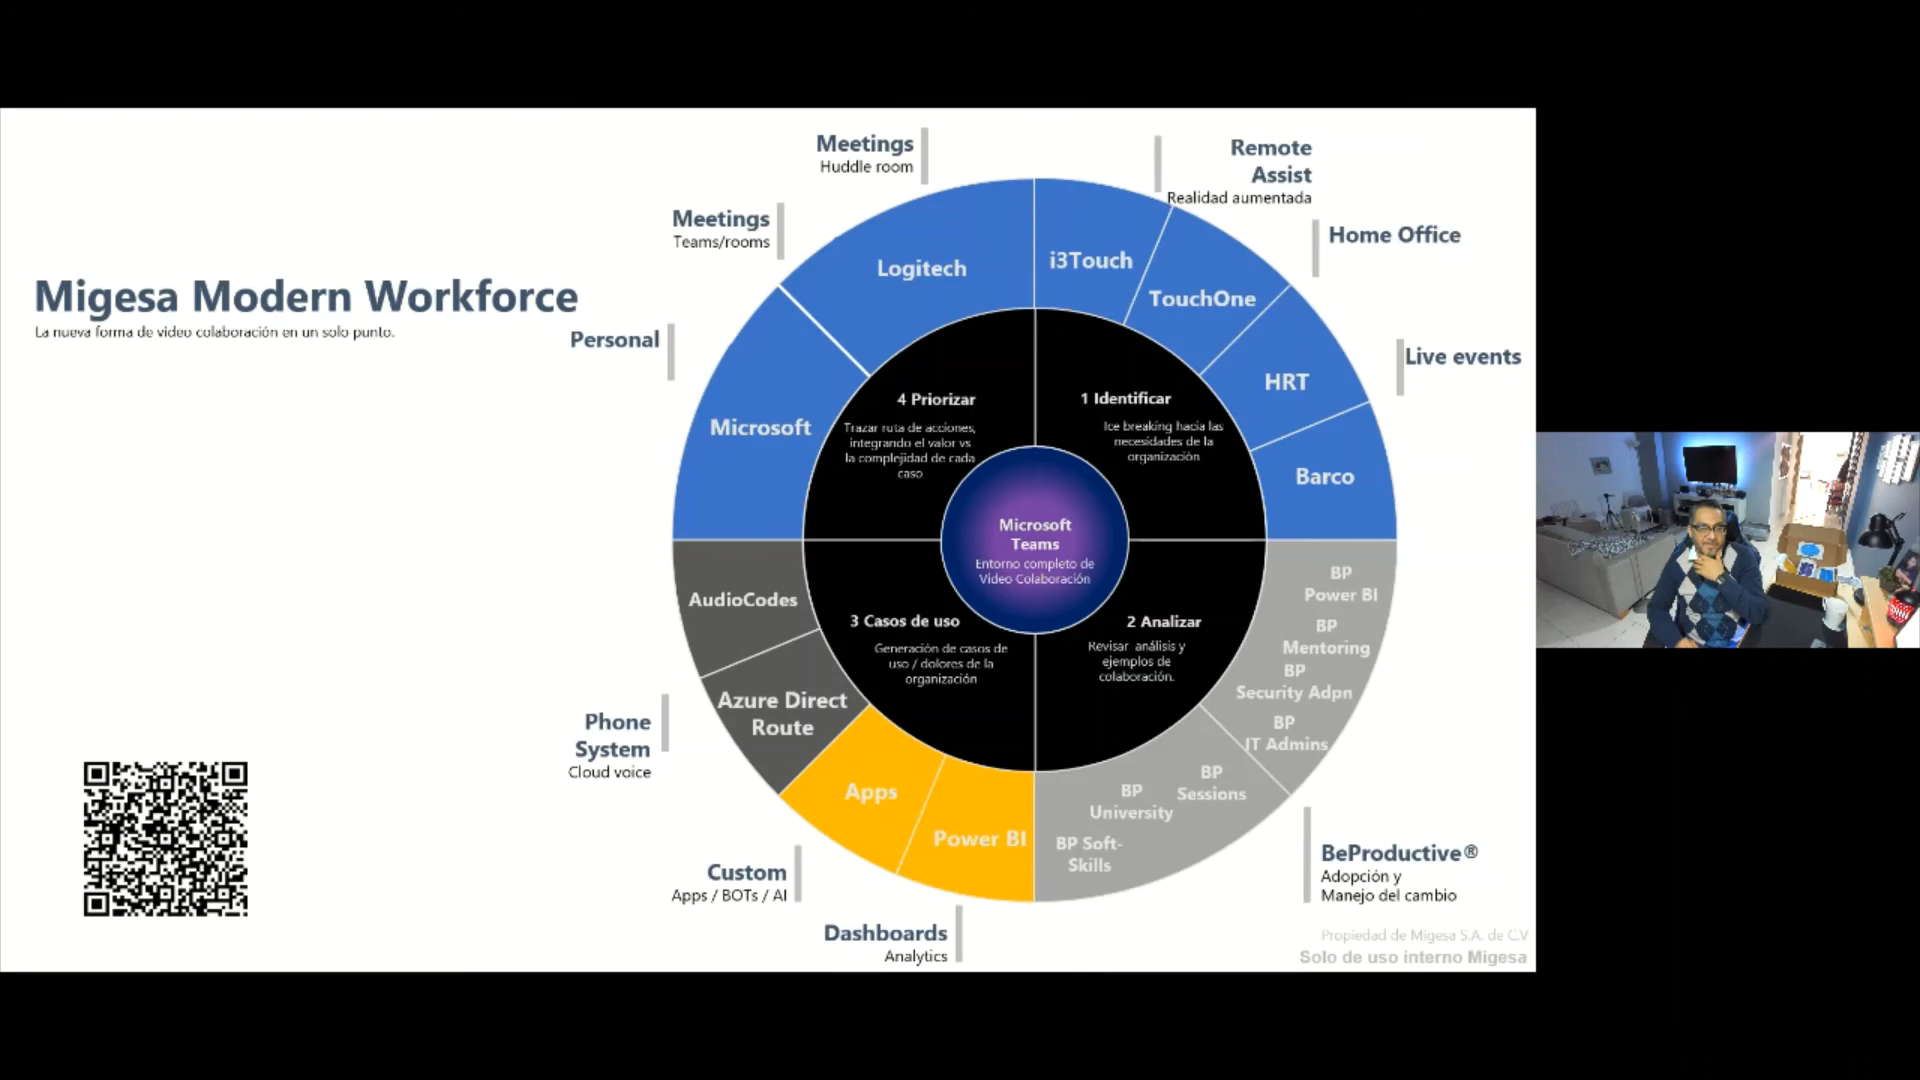 Migesa Modern Workforce
La nueva forma de video colaboración en un solo punto.
Meetings
Huddle room
Meetings
Teams/rooms
Personal
Remote
Assist
Realidad aumentada
Home Office
Live events
Logitech
i3Touch
TouchOne
HRT
Barco
Microsoft
4 Priorizar
Trazar ruta de acciones,
integrando el valor vs
la complejidad de cada
caso
1 Identificar
Ice breaking hacia las
necesidades de la
organización
Microsoft
Teams
Entorno completo de
Video Colaboración
3 Casos de uso
Generación de casos de
uso / dolores de la
organización
2 Analizar
Revisar análisis y
ejemplos de
colaboración.
AudioCodes
Azure Direct
Route
Apps
Power BI
BP
Power BI
BP
Mentoring
BP
Security Adpn
BP
IT Admins
BP
Sessions
BP
University
BP Soft-
Skills
Phone
System
Cloud voice
Custom
Apps / BOTs / AI
Dashboards
Analytics
BeProductive®
Adopción y
Manejo del cambio
Propiedad de Migesa S.A. de C.V
Solo de uso interno Migesa